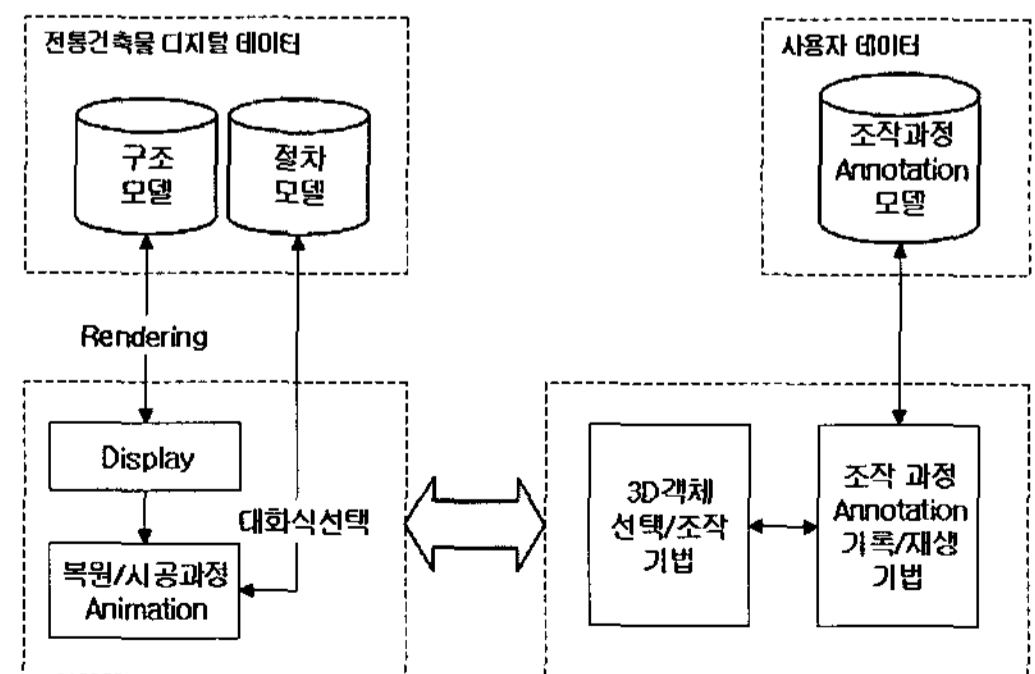 전통건축물 디지털 데이터
구조
모델
절차
모델
사용자 데이터
조작과정
Annotation
모델
Rendering
Display
대화식선택
복원/시공과정
Animation
3D객체
선택/조작
기법
조작 과정
Annotation
기록/재생
기법